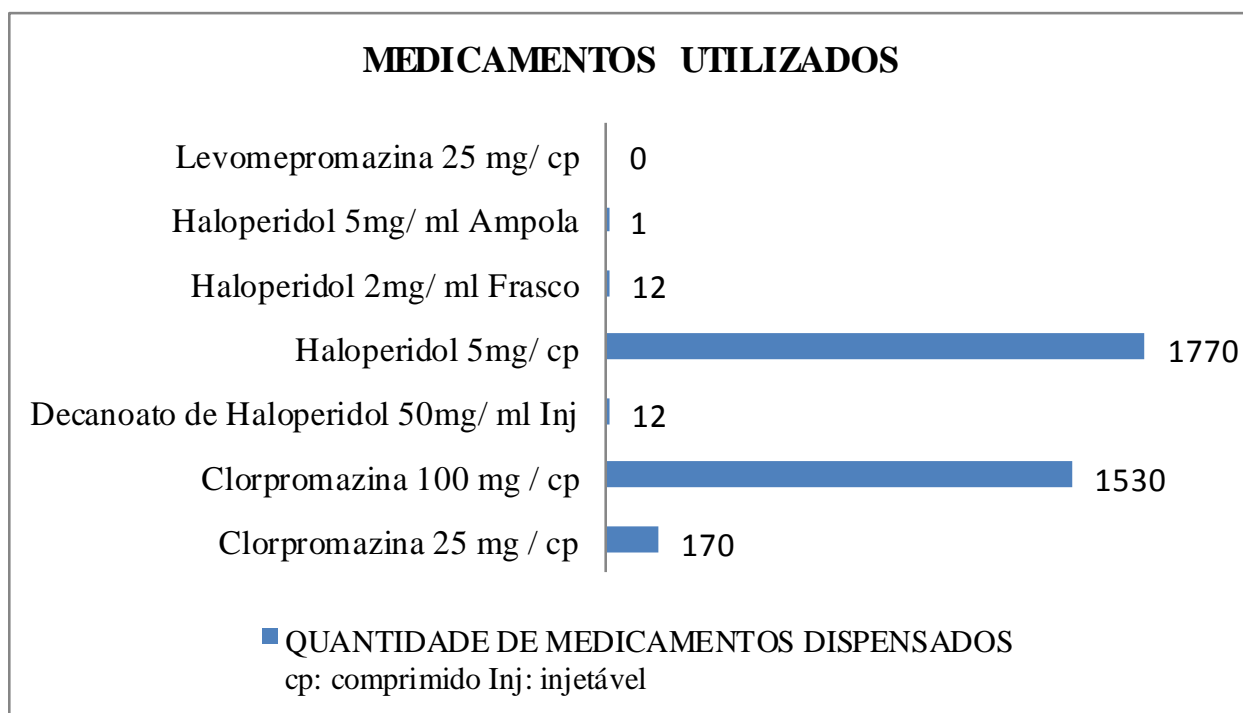 MEDICAMENTOS UTILIZADOS
Levomepromazina 25 mg/ cp 0
Haloperidol 5mg/ ml Ampola 1
Haloperidol 2mg/ ml Frasco 12
Haloperidol 5mg/ cp 1770
Decanoato de Haloperidol 50mg/ ml Inj 12
Clorpromazina 100 mg / cp 1530
Clorpromazina 25 mg / cp 170
QUANTIDADE DE MEDICAMENTOS DISPENSADOS
cp: comprimido Inj: injetável